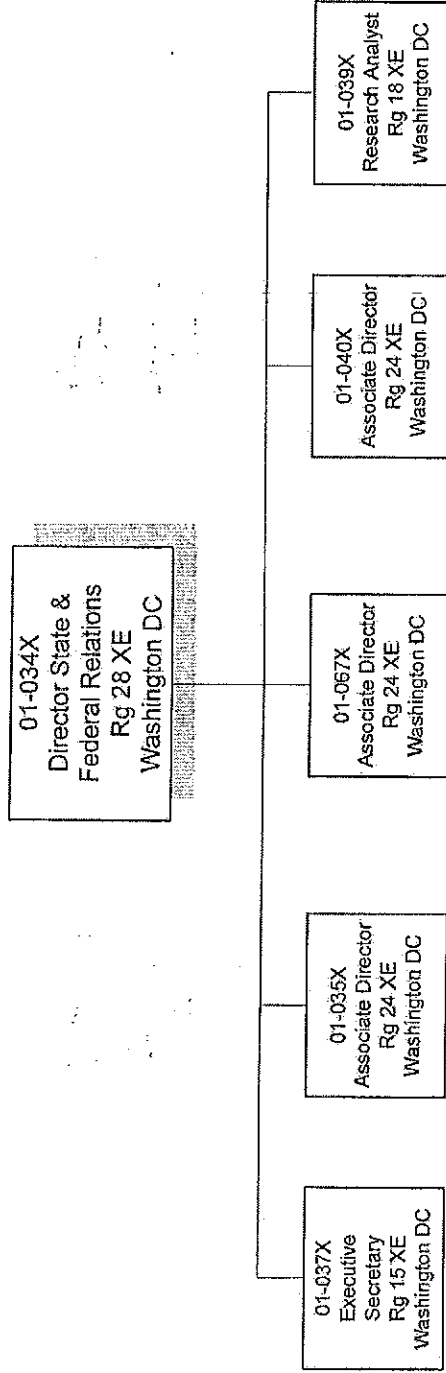 01-034X
Director State &
Federal Relations
Rg 28 XE
Washington DC
01-037X
Executive
Secretary
Rg 15 XE
Washington DC
01-035X
Associate Director
Rg 24 XE
Washington DC
01-067X
Associate Director
Rg 24 XE
Washington DC
01-040X
Associate Director
Rg 24 XE
Washington DC
01-039X
Research Analyst
Rg 18 XE
Washington DC